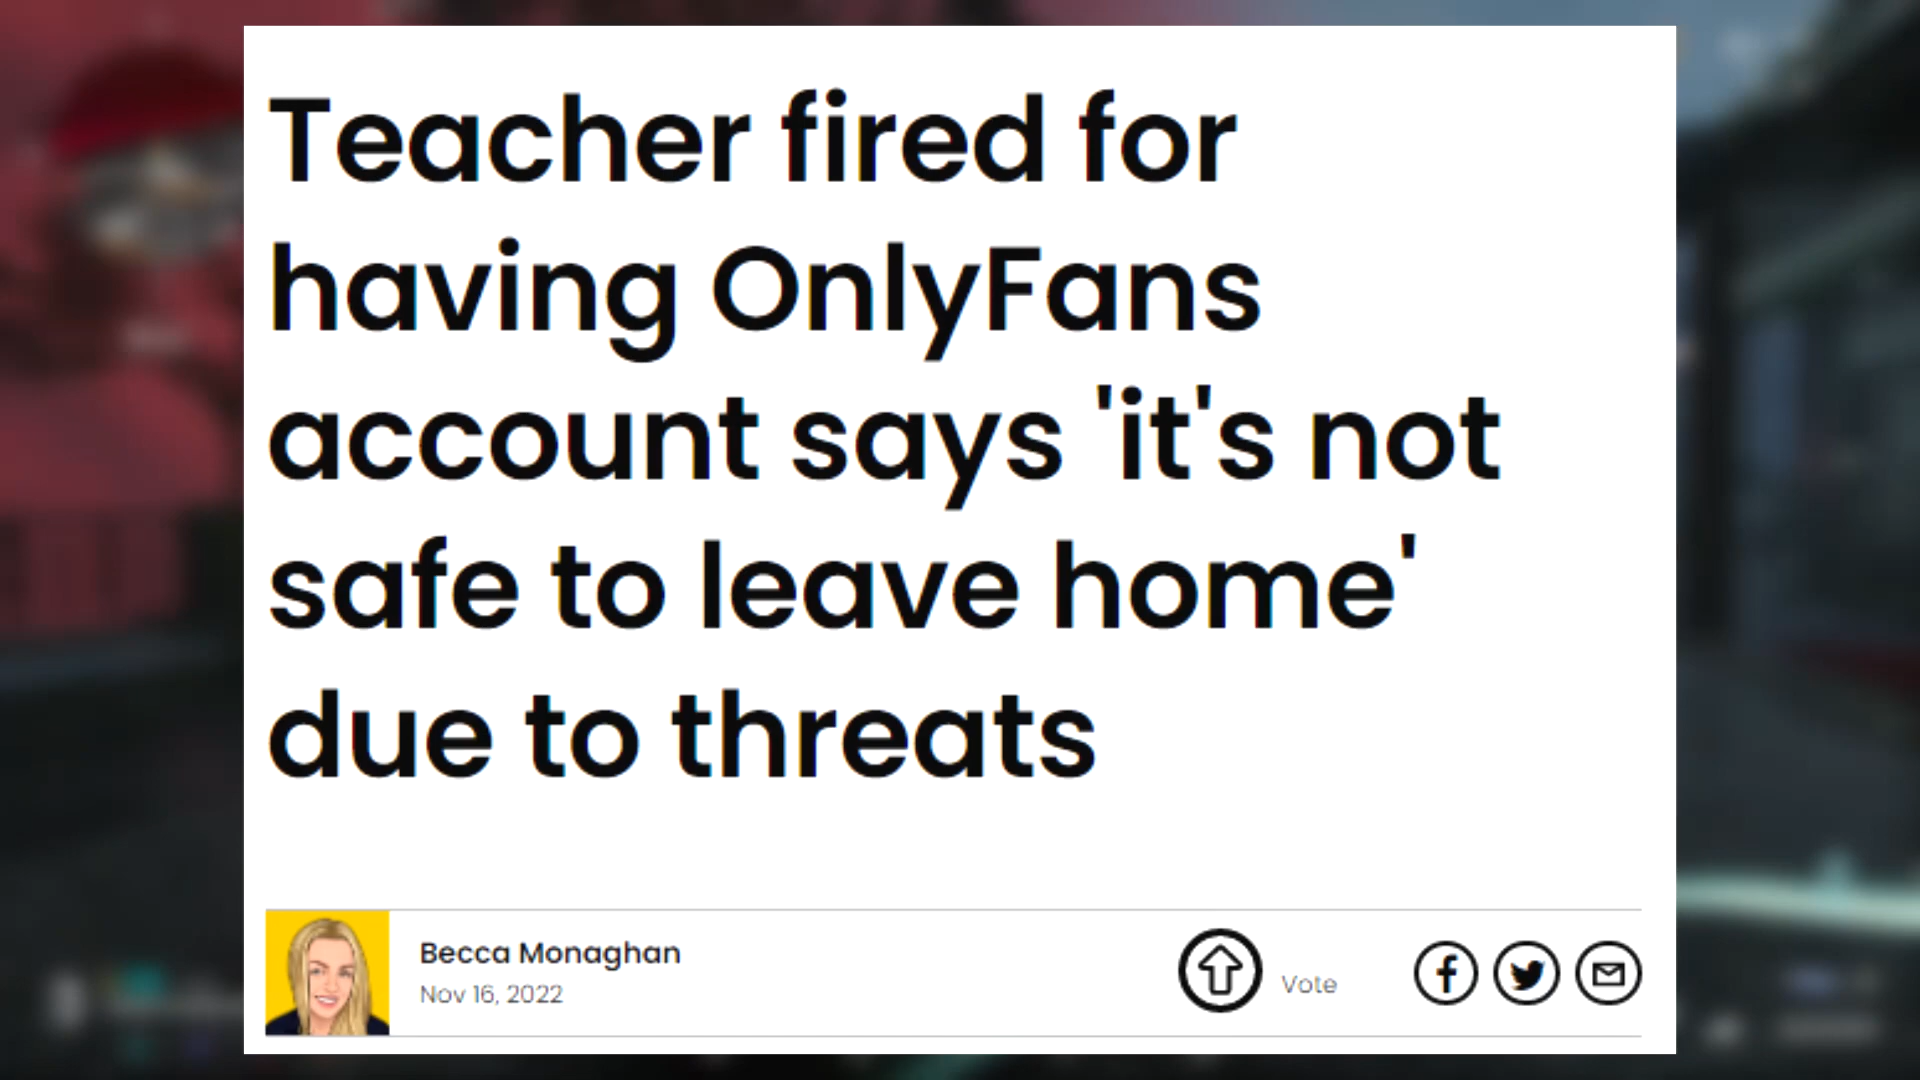 Teacher fired for
having OnlyFans
account says 'it's not
safe to leave home'
due to threats
Becca Monaghan
Nov 16, 2022
Vote